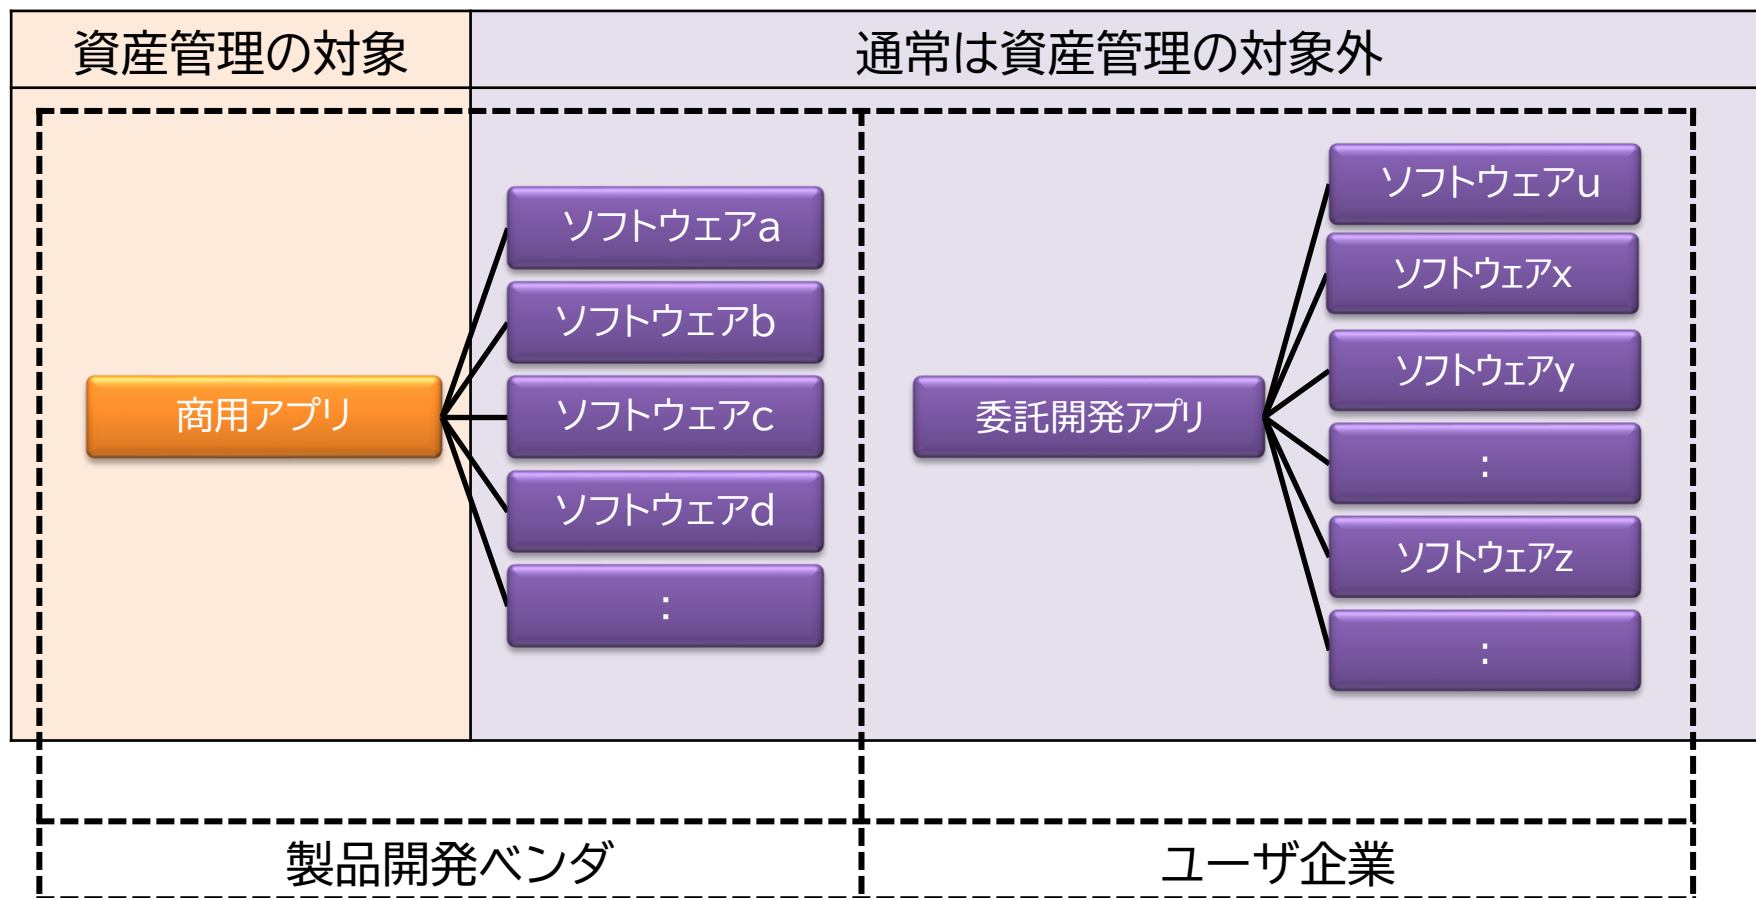 資産管理の対象
通常は資産管理の対象外
商用アプリ
ソフトウェアa
ソフトウェアb
ソフトウェアc
ソフトウェアd
:
委託開発アプリ
ソフトウェアu
ソフトウェアx
ソフトウェアy
:
ソフトウェアz
:
製品開発ベンダ
ユーザ企業